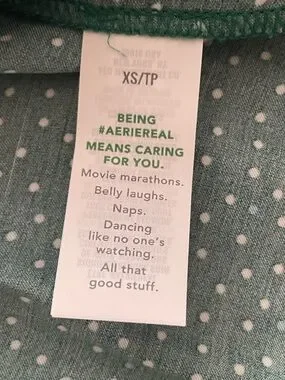 XS/TP
BEING
#AERIEREAL
MEANS CARING
FOR YOU.
Movie marathons.
Belly laughs.
Naps.
Dancing
like no one's
watching.
All that
good stuff.